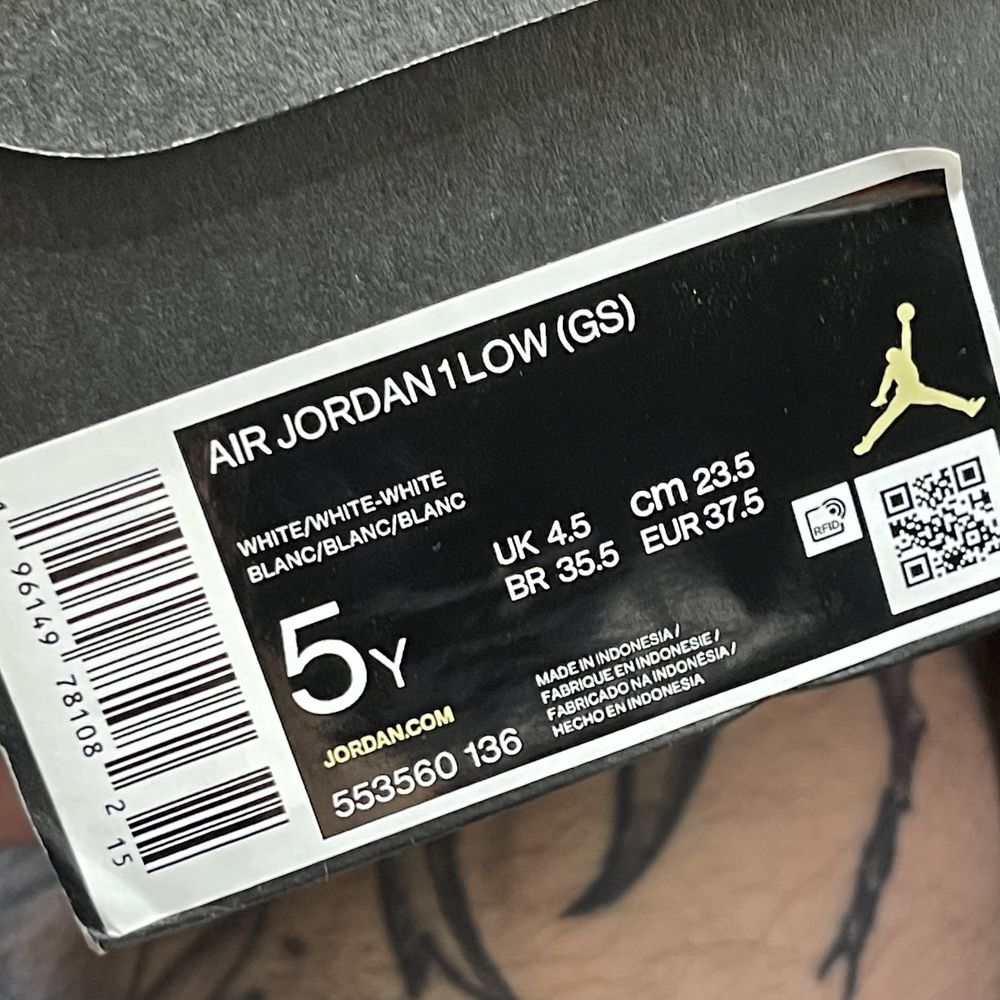 AIR JORDAN 1 LOW (GS)
WHITE/WHITE-WHITE
BLANC/BLANC/BLANC
UK 4.5
cm 23.5
BR 35.5
EUR 37.5
RFID
5Y
JORDAN.COM
553560 136
MADE IN INDONESIA /
FABRIQUE EN INDONESIE /
FABRICADO NA INDONÉSIA /
HECHO EN INDONESIA
96149 78108 2 15